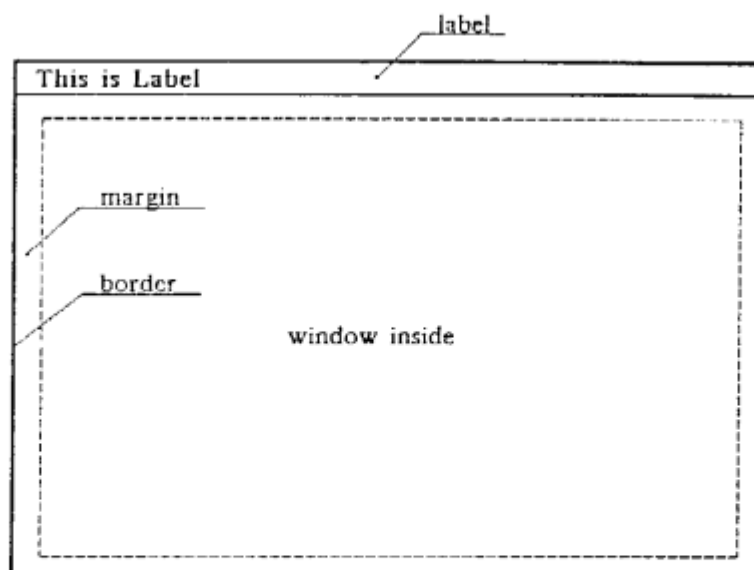 label
This is Label
margin
border
window inside